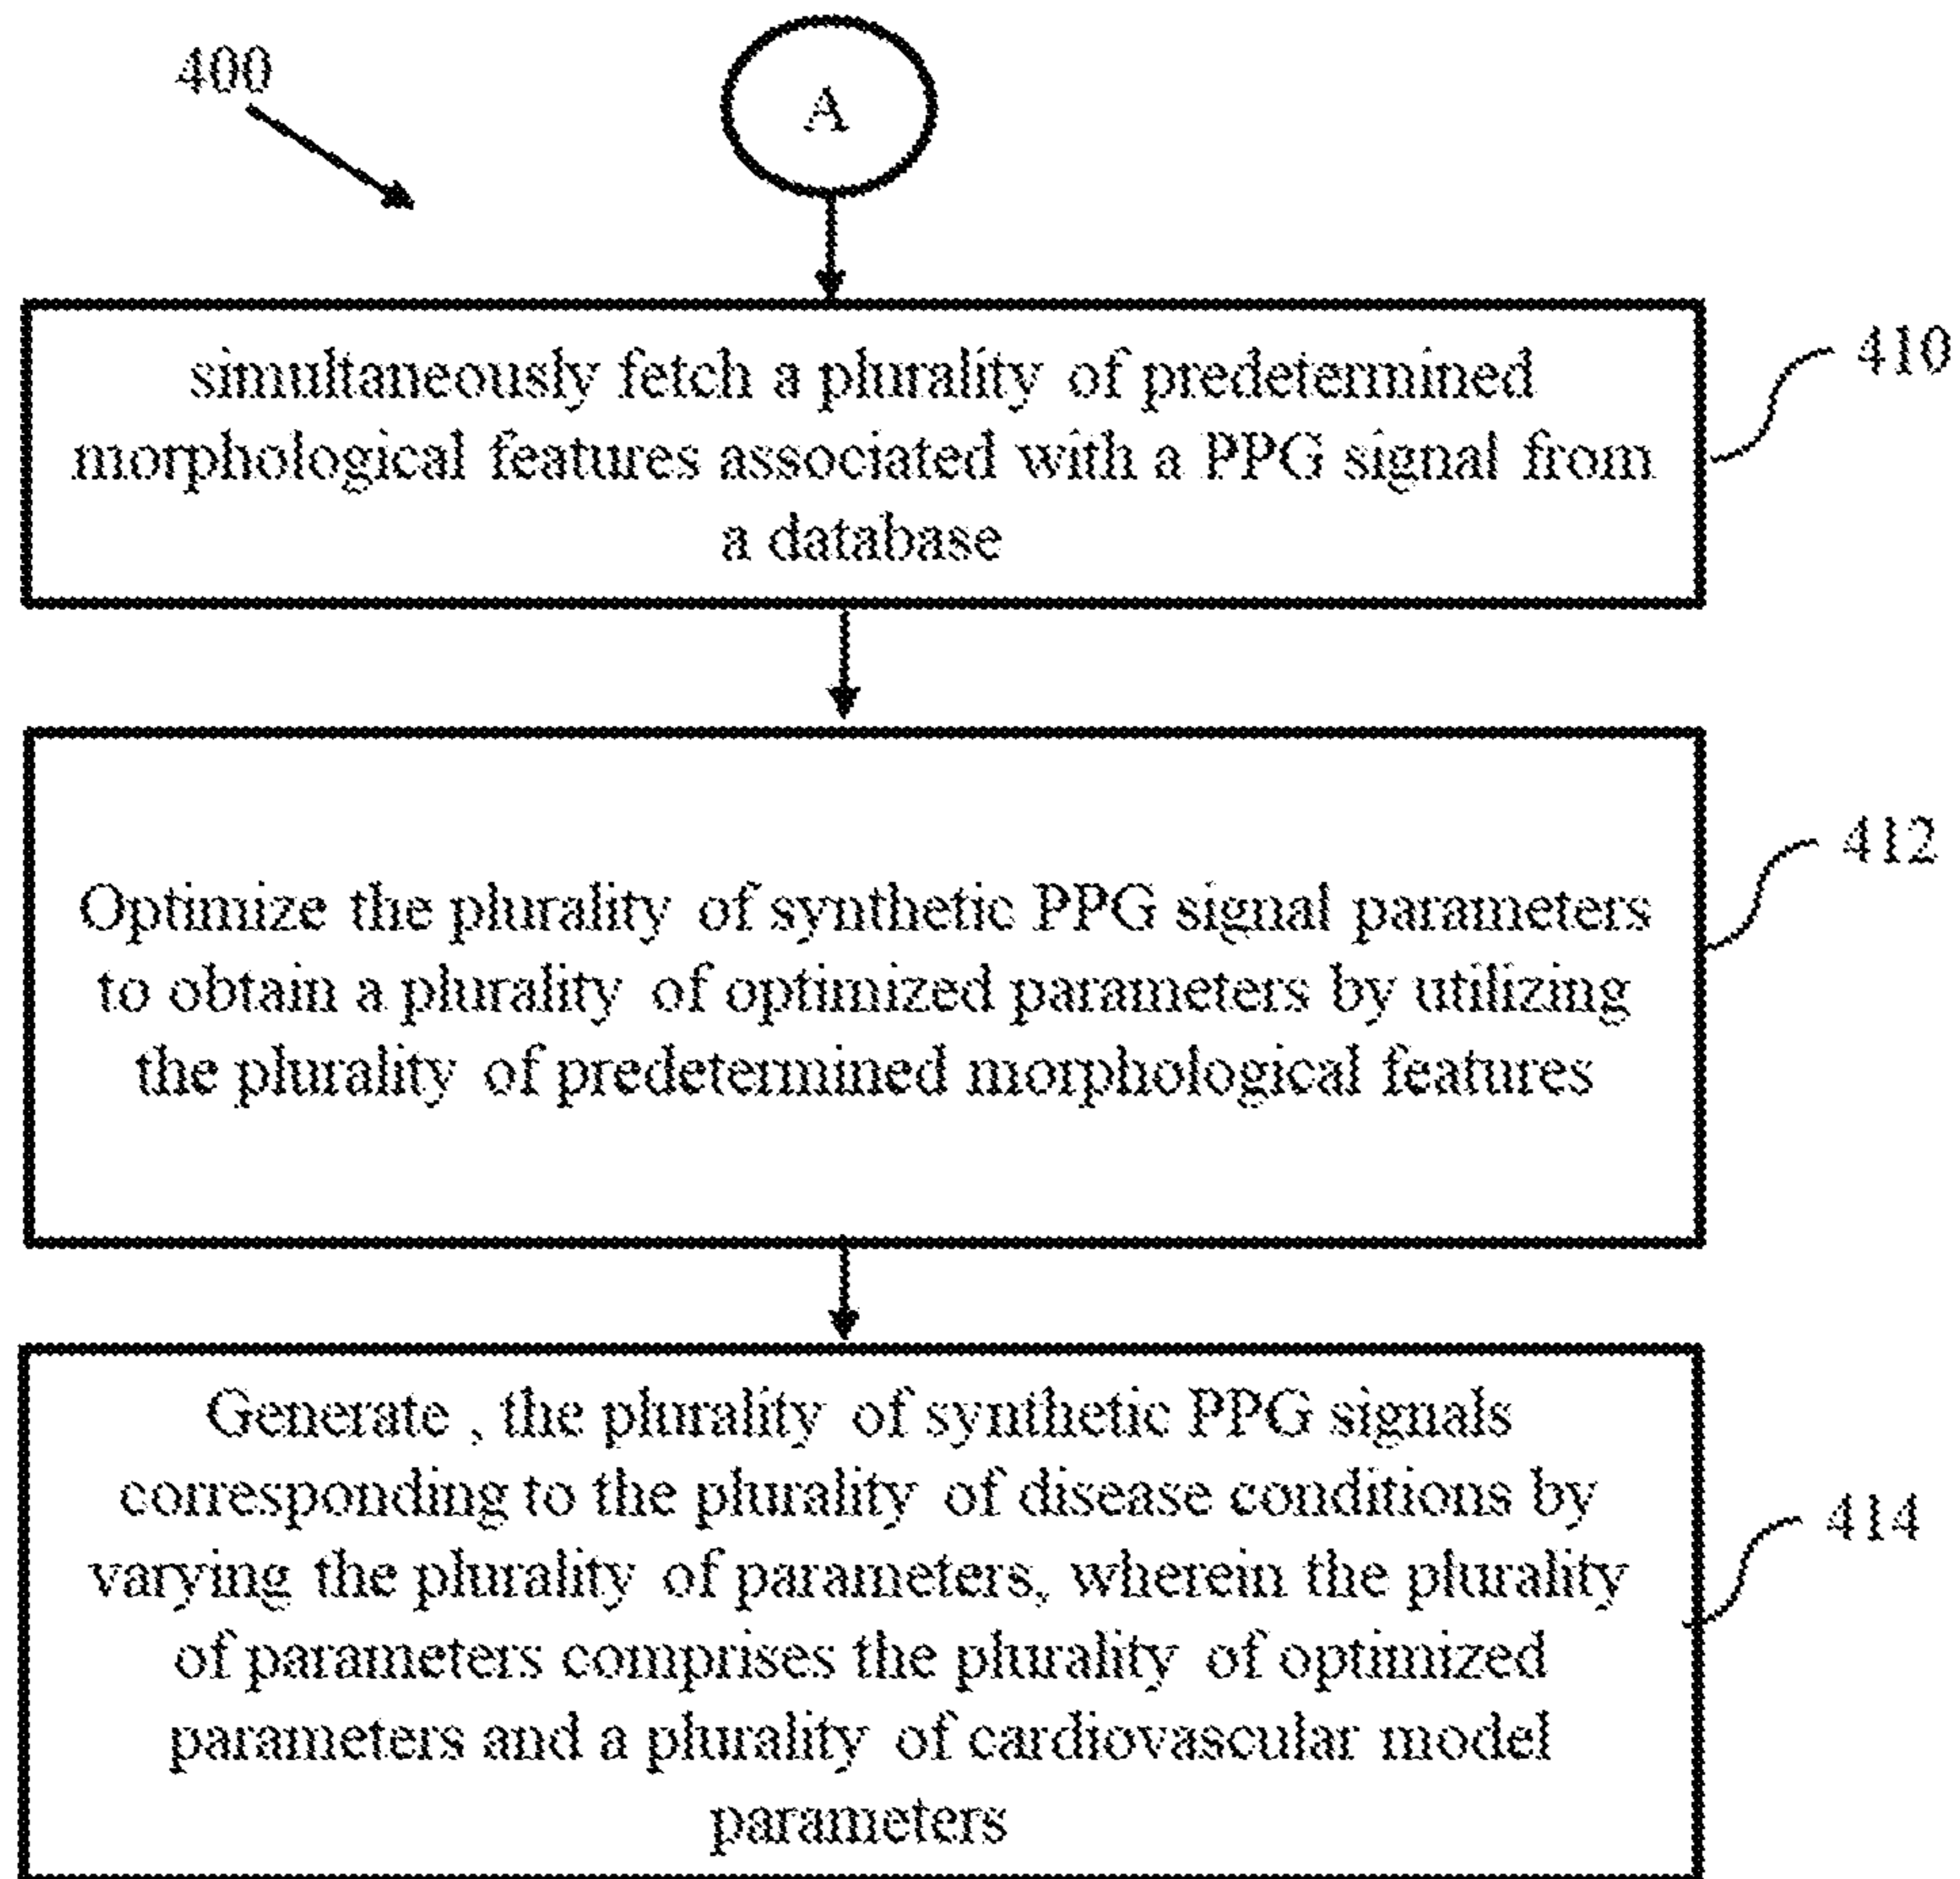 400
A
simultaneously fetch a plurality of predetermined
morphological features associated with a PPG signal from
a database
410
Optimize the plurality of synthetic PPG signal parameters
to obtain a plurality of optimized parameters by utilizing
the plurality of predetermined morphological features
412
Generate , the plurality of synthetic PPG signals
corresponding to the plurality of disease conditions by
varying the plurality of parameters, wherein the plurality
of parameters comprises the plurality of optimized
parameters and a plurality of cardiovascular model
parameters
414